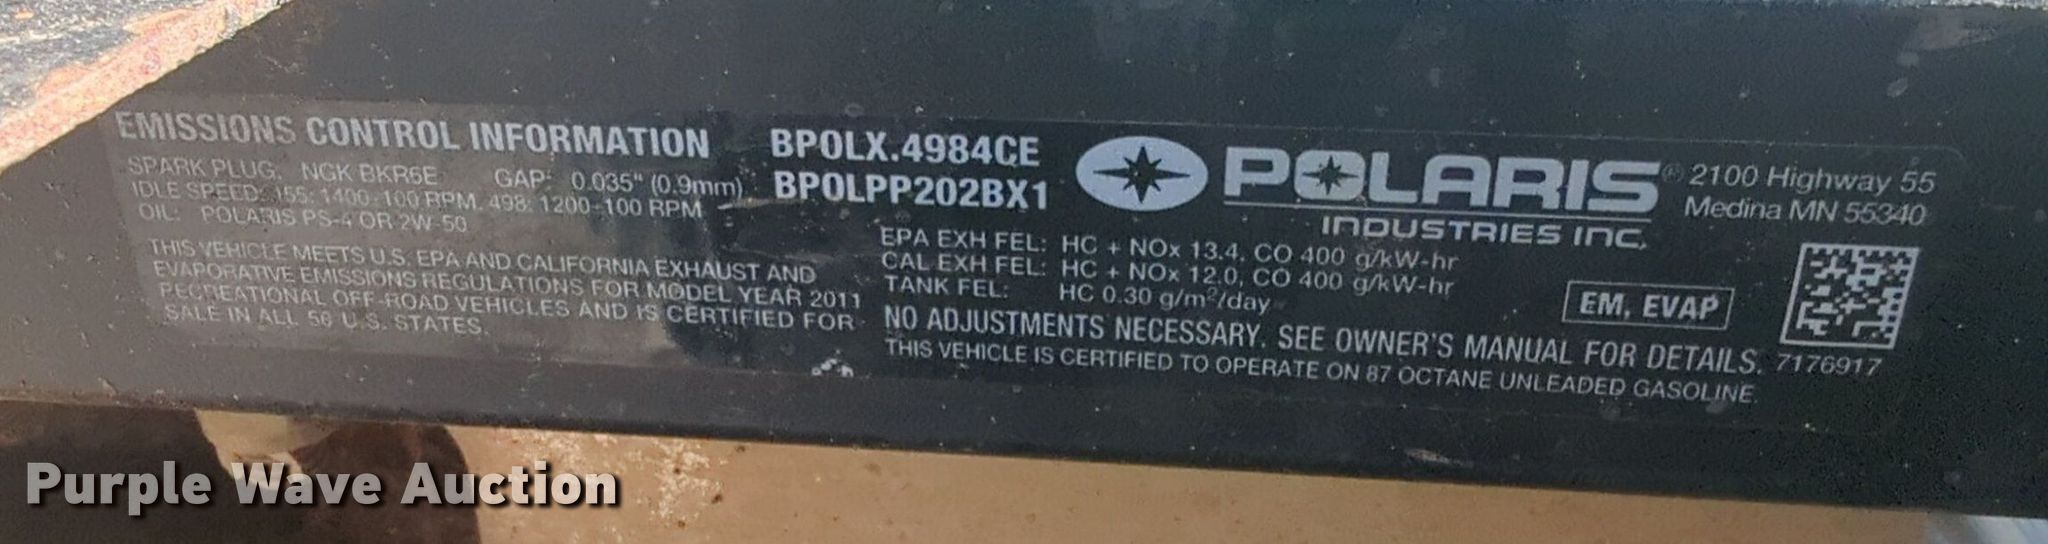 EMISSIONS CONTROL INFORMATION
SPARK PLUG: NGK BKR6E GAP: 0.035" (0.9mm)
IDLE SPEED: 155: 1400-100 RPM, 498: 1200-100 RPM
OIL: POLARIS PS-4 OR 2W-50
THIS VEHICLE MEETS U.S. EPA AND CALIFORNIA EXHAUST AND
EVAPORATIVE EMISSIONS REGULATIONS FOR MODEL YEAR 2011
RECREATIONAL OFF-ROAD VEHICLES AND IS CERTIFIED FOR
SALE IN ALL 50 U.S. STATES.
BPOLX.4984CE
BPOLPP202BX1
POLARIS®
INDUSTRIES INC.
2100 Highway 55
Medina MN 55340
EPA EXH FEL: HC + NOx 13.4, CO 400 g/kW-hr
CAL EXH FEL: HC + NOx 12.0, CO 400 g/kW-hr
TANK FEL: HC 0.30 g/m²/day
EM, EVAP
NO ADJUSTMENTS NECESSARY. SEE OWNER'S MANUAL FOR DETAILS. 7176917
THIS VEHICLE IS CERTIFIED TO OPERATE ON 87 OCTANE UNLEADED GASOLINE.
Purple Wave Auction